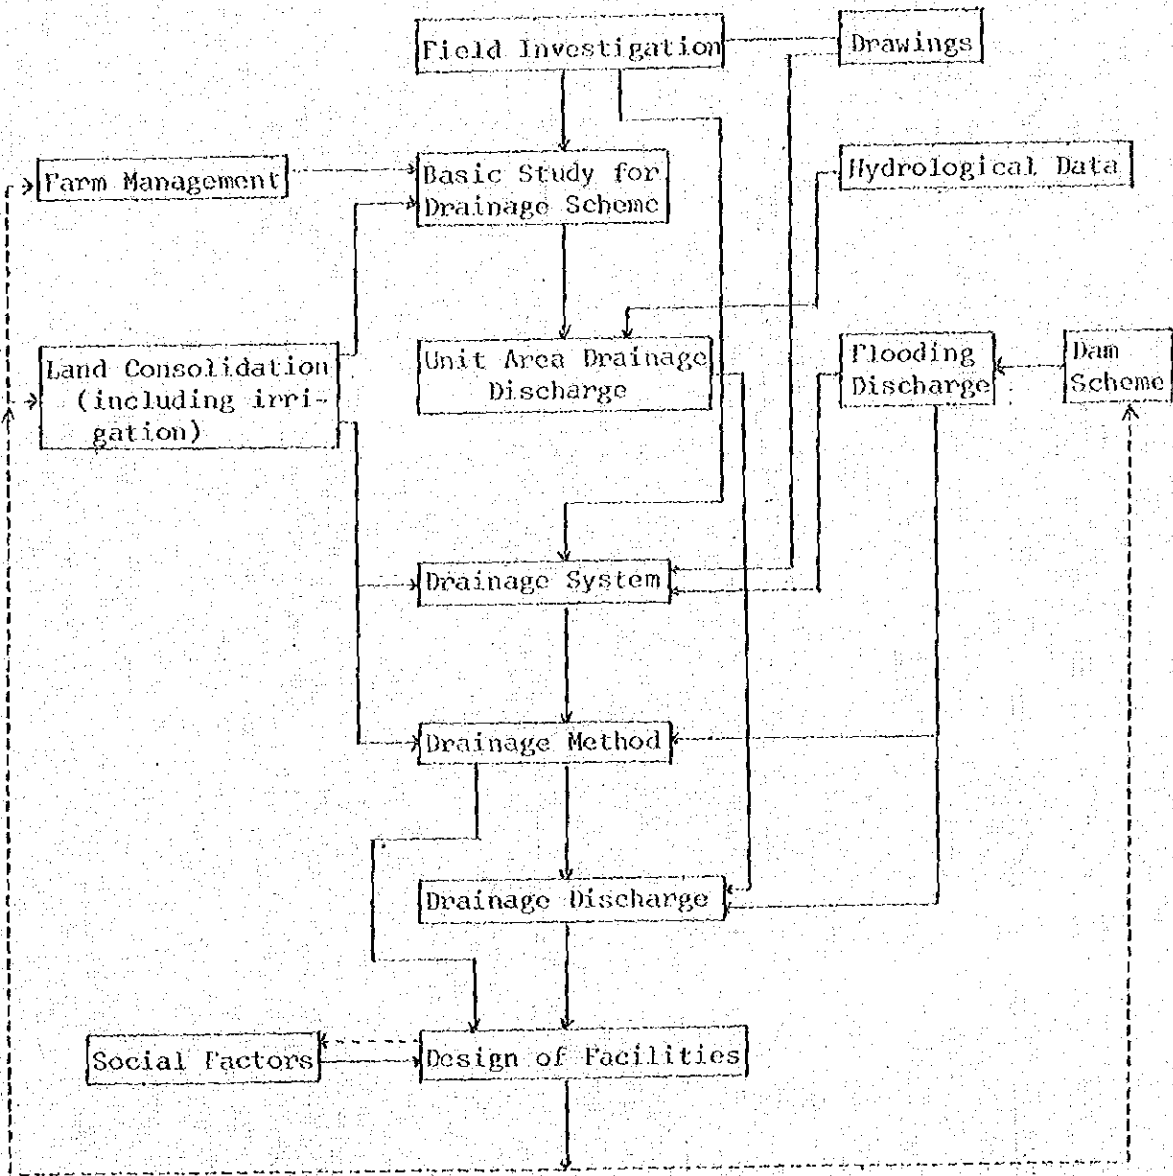 Field Investigation
Drawings
Farm Management
Basic Study for
Drainage Scheme
Hydrological Data
Land Consolidation
(including irri-
gation)
Unit Area Drainage
Discharge
Flooding
Discharge
Dam
Scheme
Drainage System
Drainage Method
Drainage Discharge
Social Factors
Design of Facilities